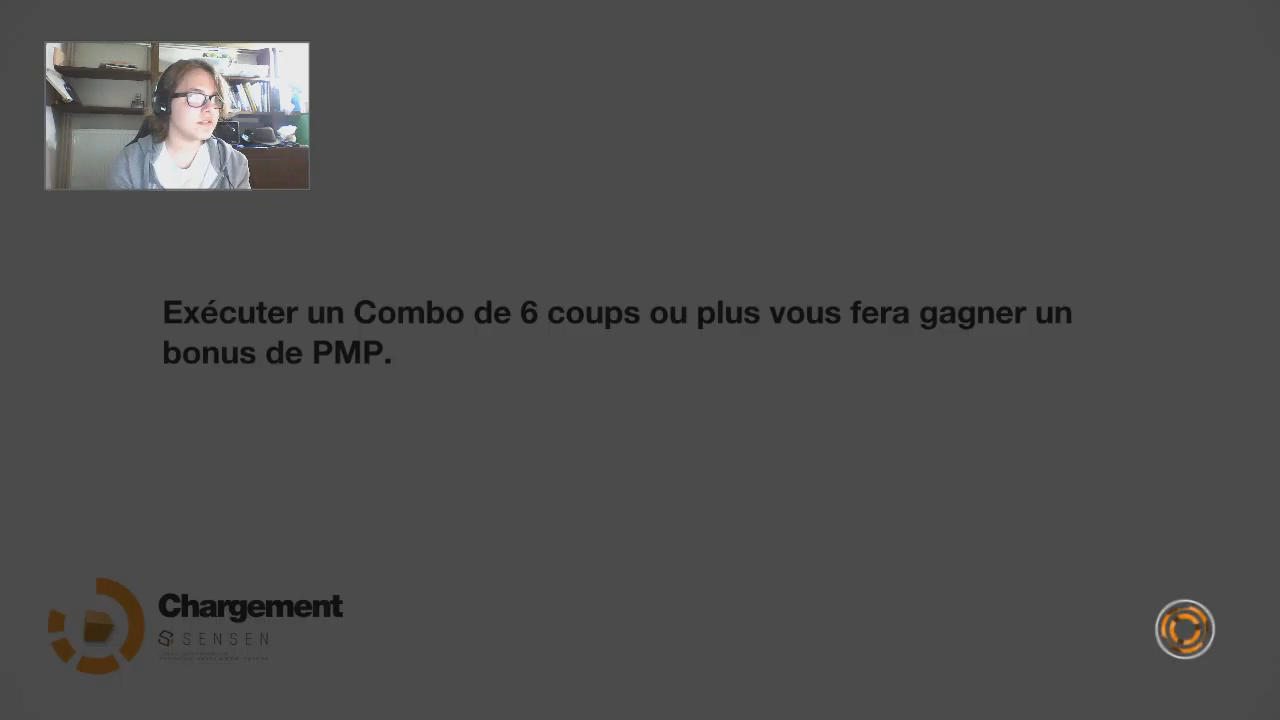 Exécuter un Combo de 6 coups ou plus vous fera gagner un
bonus de PMP.
Chargement
SENSEN